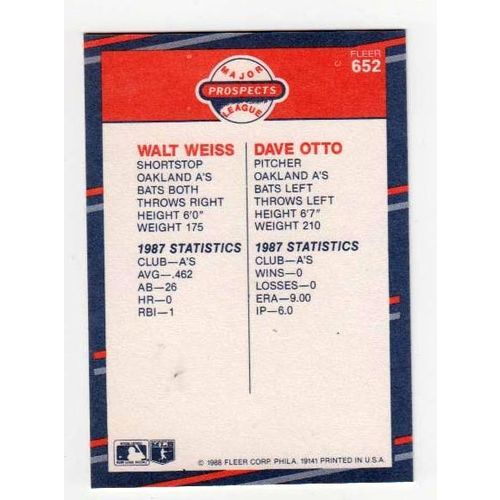 FLEER
652
MAJOR
PROSPECTS
LEAGUE
WALT WEISS
SHORTSTOP
OAKLAND A'S
BATS BOTH
THROWS RIGHT
HEIGHT 6'0"
WEIGHT 175
1987 STATISTICS
CLUB—A'S
AVG—.462
AB—26
HR—0
RBI—1
DAVE OTTO
PITCHER
OAKLAND A'S
BATS LEFT
THROWS LEFT
HEIGHT 6'7"
WEIGHT 210
1987 STATISTICS
CLUB—A'S
WINS—0
LOSSES—0
ERA—9.00
IP—6.0
© 1988 FLEER CORP. PHILA. 19141 PRINTED IN U.S.A.